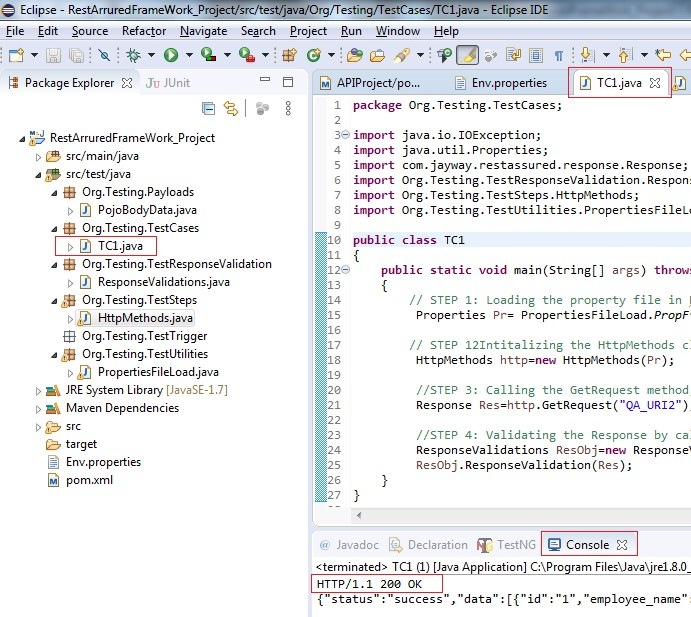 Eclipse - RestArruredFrameWork_Project/src/test/java/Org/Testing/TestCases/TC1.java - Eclipse IDE
File Edit Source Refactor Navigate Search Project Run Window Help
Package Explorer JUnit
RestArruredFrameWork_Project
src/main/java
src/test/java
Org.Testing.Payloads
PojoBodyData.java
Org.Testing.TestCases
TC1.java
Org.Testing.TestResponseValidation
ResponseValidations.java
Org.Testing.TestSteps
HttpMethods.java
Org.Testing.TestTrigger
Org.Testing.TestUtilities
PropertiesFileLoad.java
JRE System Library [JavaSE-1.7]
Maven Dependencies
src
target
Env.properties
pom.xml
APIProject/po... Env.properties TC1.java
1 package Org.Testing.TestCases;
2
3 import java.io.IOException;
4 import java.util.Properties;
5 import com.jayway.restassured.response.Response;
6 import Org.Testing.TestResponseValidation.Respon
7 import Org.Testing.TestSteps.HttpMethods;
8 import Org.Testing.TestUtilities.PropertiesFileLo
9
10 public class TC1
11 {
12 public static void main(String[] args) throws
13 {
14 // STEP 1: Loading the property file in
15 Properties Pr= PropertiesFileLoad.PropF
16
17 // STEP 12Intitalizing the HttpMethods cl
18 HttpMethods http=new HttpMethods(Pr);
19
20 //STEP 3: Calling the GetRequest method
21 Response Res=http.GetRequest("QA_URI2")
22
23 //STEP 4: Validating the Response by cal
24 ResponseValidations ResObj=new ResponseV
25 ResObj.ResponseValidation(Res);
26 }
27 }
@ Javadoc Declaration TestNG Console
<terminated> TC1 (1) [Java Application] C:\Program Files\Java\jre1.8.0_
HTTP/1.1 200 OK
{"status":"success","data":[{"id":"1","employee_name":